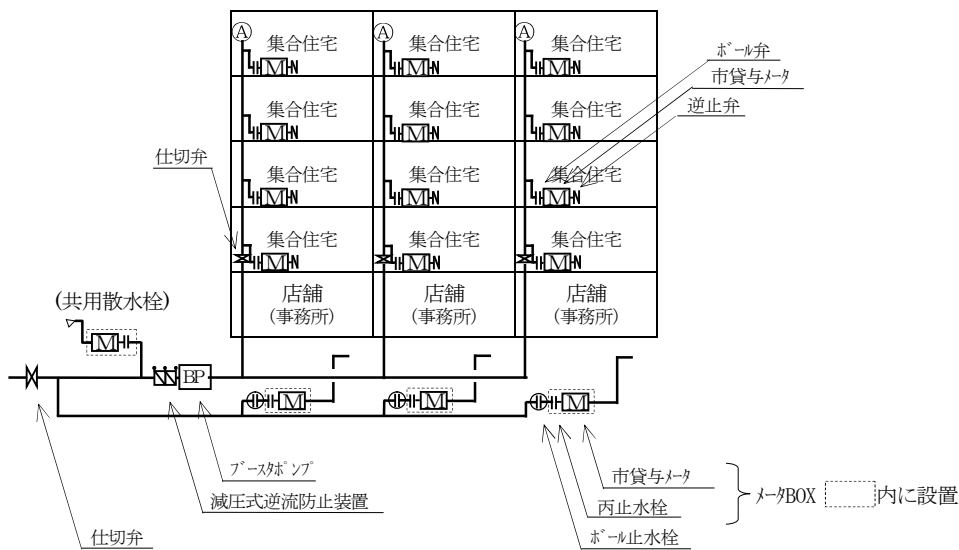 A A A
集合住宅 集合住宅 集合住宅
M N M N M N
ボール弁
市貸与メータ
逆止弁
集合住宅 集合住宅 集合住宅
M N M N M N
仕切弁
集合住宅 集合住宅 集合住宅
M N M N M N
集合住宅 集合住宅 集合住宅
M N M N M N
店舗 店舗 店舗
(事務所) (事務所) (事務所)
(共用散水栓)
M
BP
M M M
ブースタポンプ
減圧式逆流防止装置
仕切弁
市貸与メータ
丙止水栓
ボール止水栓
メータBOX 内に設置